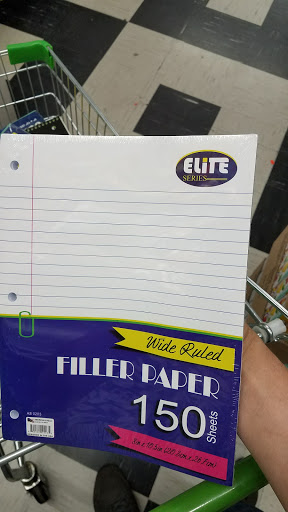 ELITE
SERIES
Wide Ruled
FILLER PAPER
150
Sheets